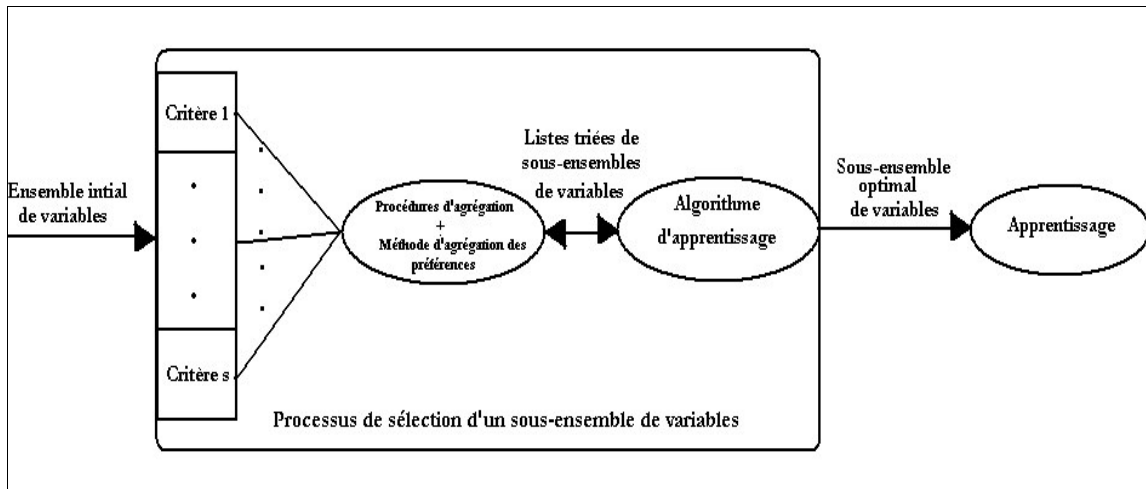 Ensemble intial
de variables
Critère 1
Critère s
Procédures d'agrégation
+
Méthode d'agrégation des
préférences
Listes triées de
sous-ensembles
de variables
Algorithme
d'apprentissage
Sous-ensemble
optimal
de variables
Apprentissage
Processus de sélection d'un sous-ensemble de variables